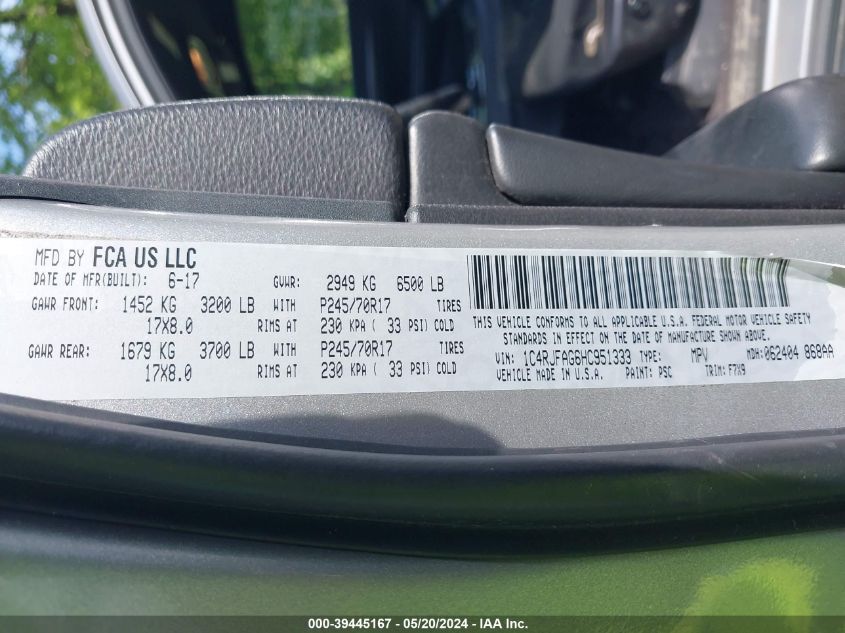 MFD BY FCA US LLC
DATE OF MFR(BUILT): 6-17 GVWR: 2949 KG 6500 LB
GAWR FRONT: 1452 KG 3200 LB WITH P245/70R17 TIRES
17X8.0 RIMS AT 230 KPA ( 33 PSI) COLD
GAWR REAR: 1679 KG 3700 LB WITH P245/70R17 TIRES
17X8.0 RIMS AT 230 KPA ( 33 PSI) COLD
THIS VEHICLE CONFORMS TO ALL APPLICABLE U.S.A. FEDERAL MOTOR VEHICLE SAFETY
STANDARDS IN EFFECT ON THE DATE OF MANUFACTURE SHOWN ABOVE.
VIN: 1C4RJFAG6HC951333 TYPE: MPV MDH: 062404 868AA
VEHICLE MADE IN U.S.A. PAINT: PSC TRIM: F7X9
000-39445167 - 05/20/2024 - IAA Inc.